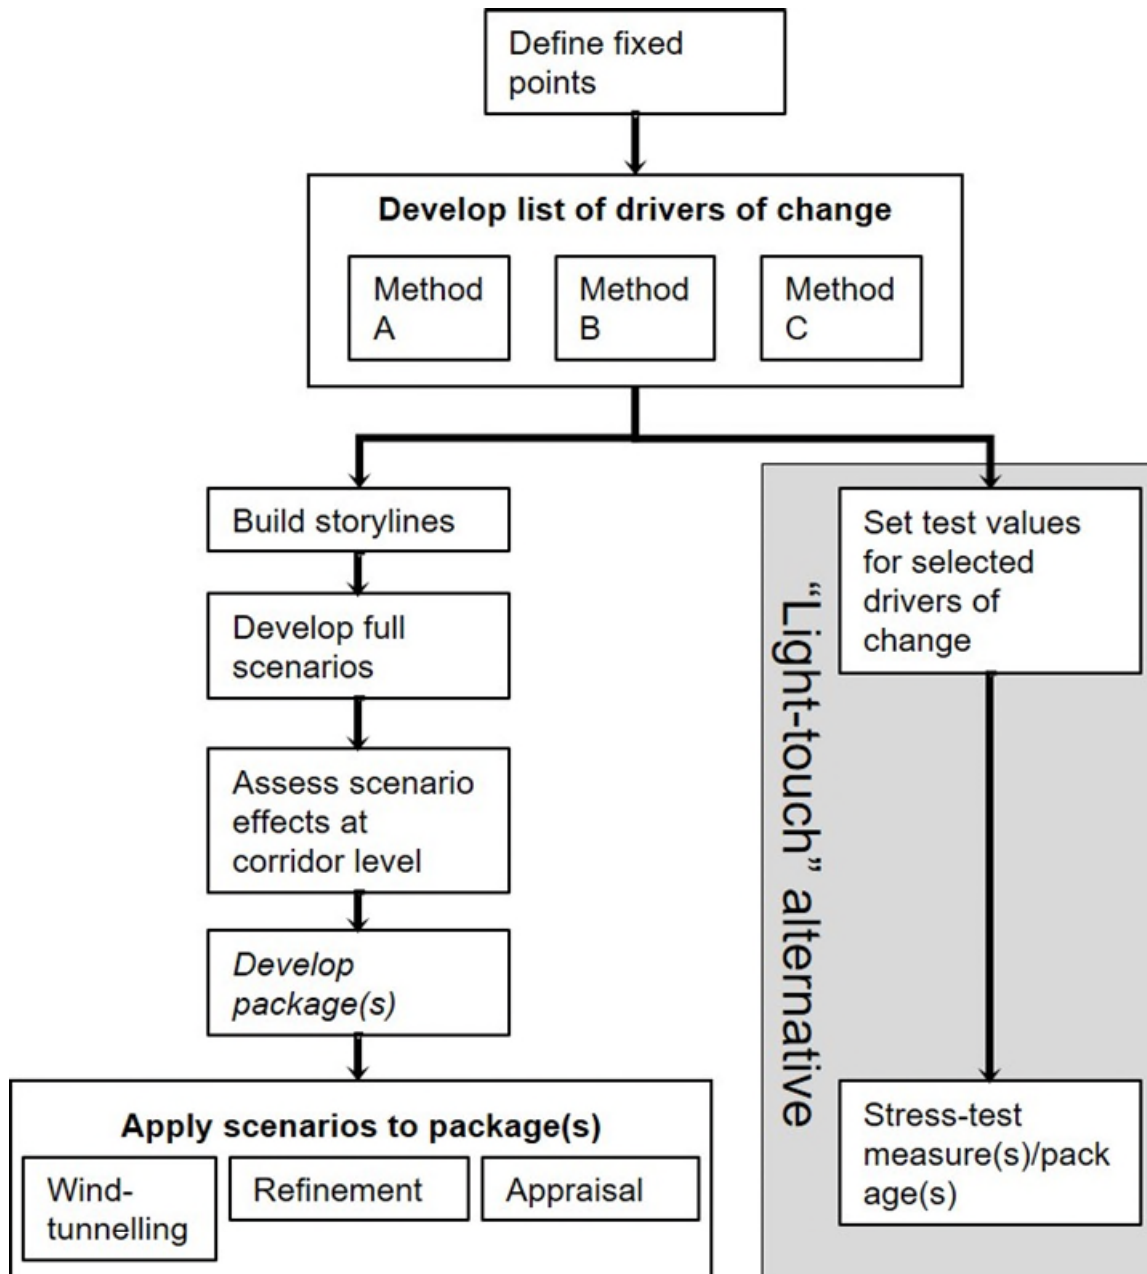 Define fixed
points
Develop list of drivers of change
Method
A
Method
B
Method
C
Build storylines
Develop full
scenarios
Assess scenario
effects at
corridor level
Develop
package(s)
Apply scenarios to package(s)
Wind-
tunnelling
Refinement
Appraisal
“Light-touch” alternative
Set test values
for selected
drivers of
change
Stress-test
measure(s)/pack
age(s)